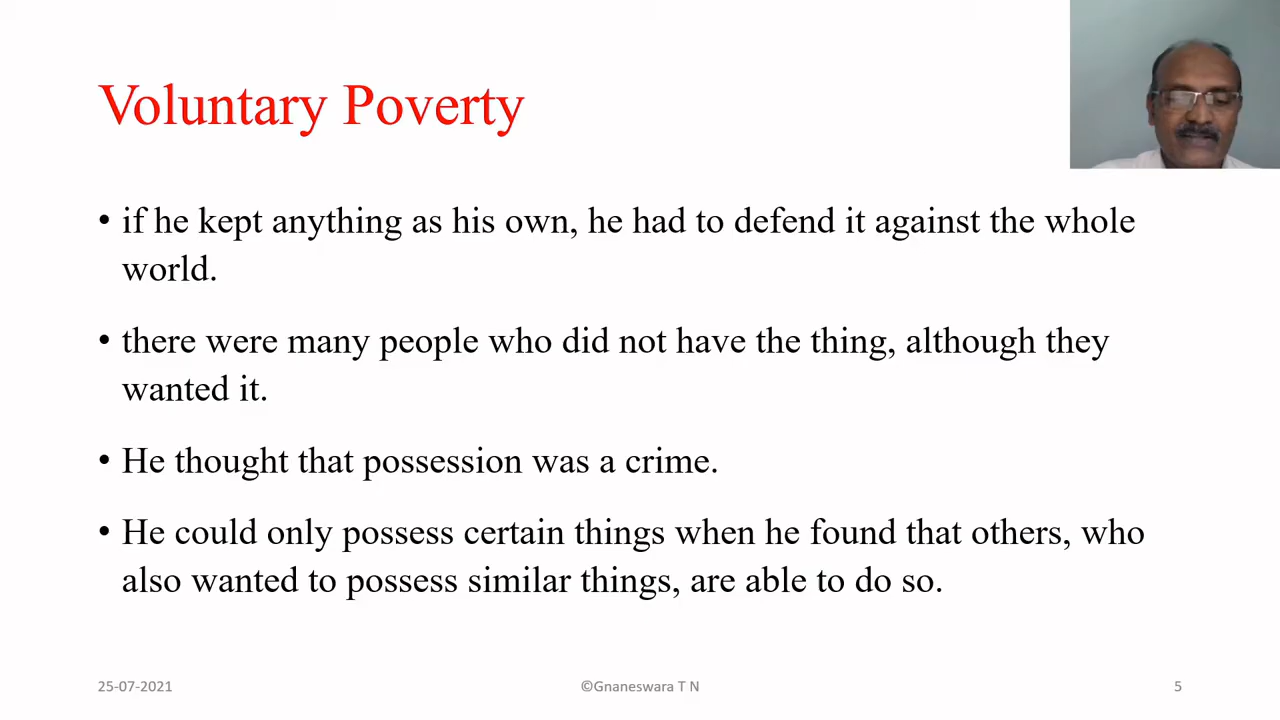 Voluntary Poverty
• if he kept anything as his own, he had to defend it against the whole
world.
• there were many people who did not have the thing, although they
wanted it.
• He thought that possession was a crime.
• He could only possess certain things when he found that others, who
also wanted to possess similar things, are able to do so.
25-07-2021
©Gnaneswara T N
5